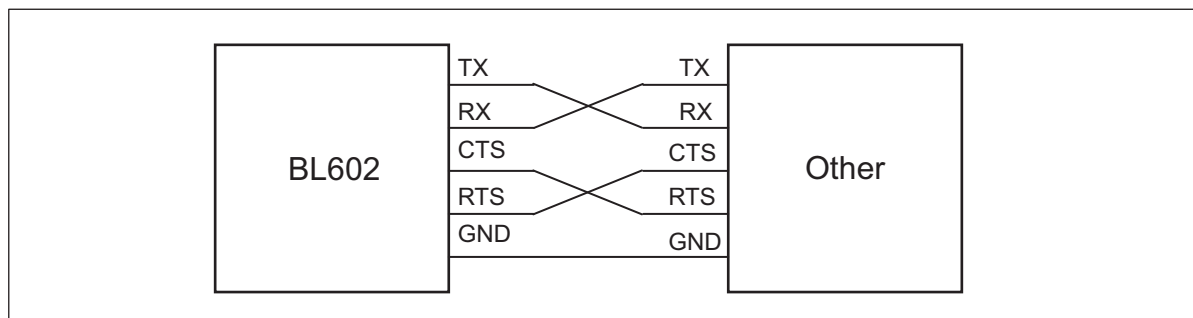 TX TX
RX RX
CTS CTS
BL602 Other
RTS RTS
GND GND